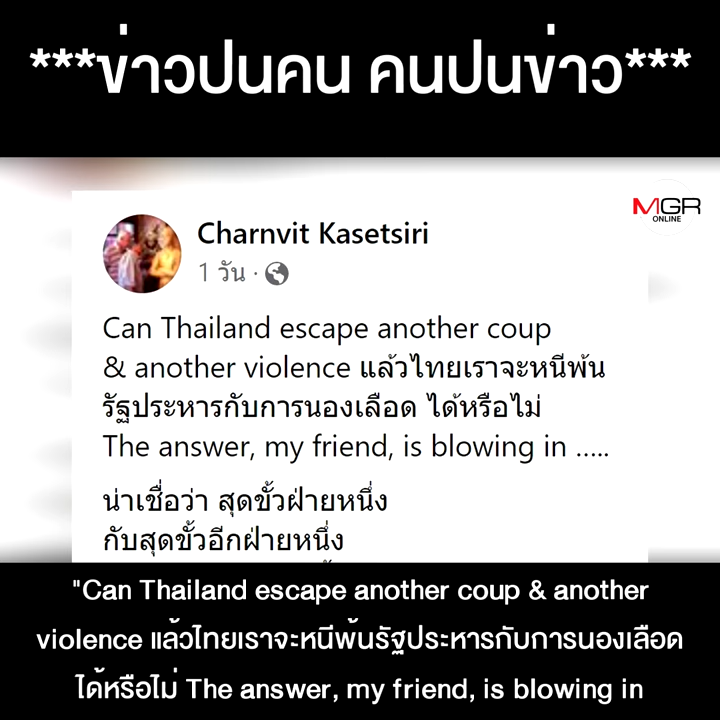 ***ข่าวปนคน คนปนข่าว***
MGR
ONLINE
Charnvit Kasetsiri
1 วัน ·
Can Thailand escape another coup
& another violence แล้วไทยเราจะหนีพ้น
รัฐประหารกับการนองเลือด ได้หรือไม่
The answer, my friend, is blowing in …..
น่าเชื่อว่า สุดขั้วฝ่ายหนึ่ง
กับสุดขั้วอีกฝ่ายหนึ่ง
"Can Thailand escape another coup & another
violence แล้วไทยเราจะหนีพ้นรัฐประหารกับการนองเลือด
ได้หรือไม่ The answer, my friend, is blowing in